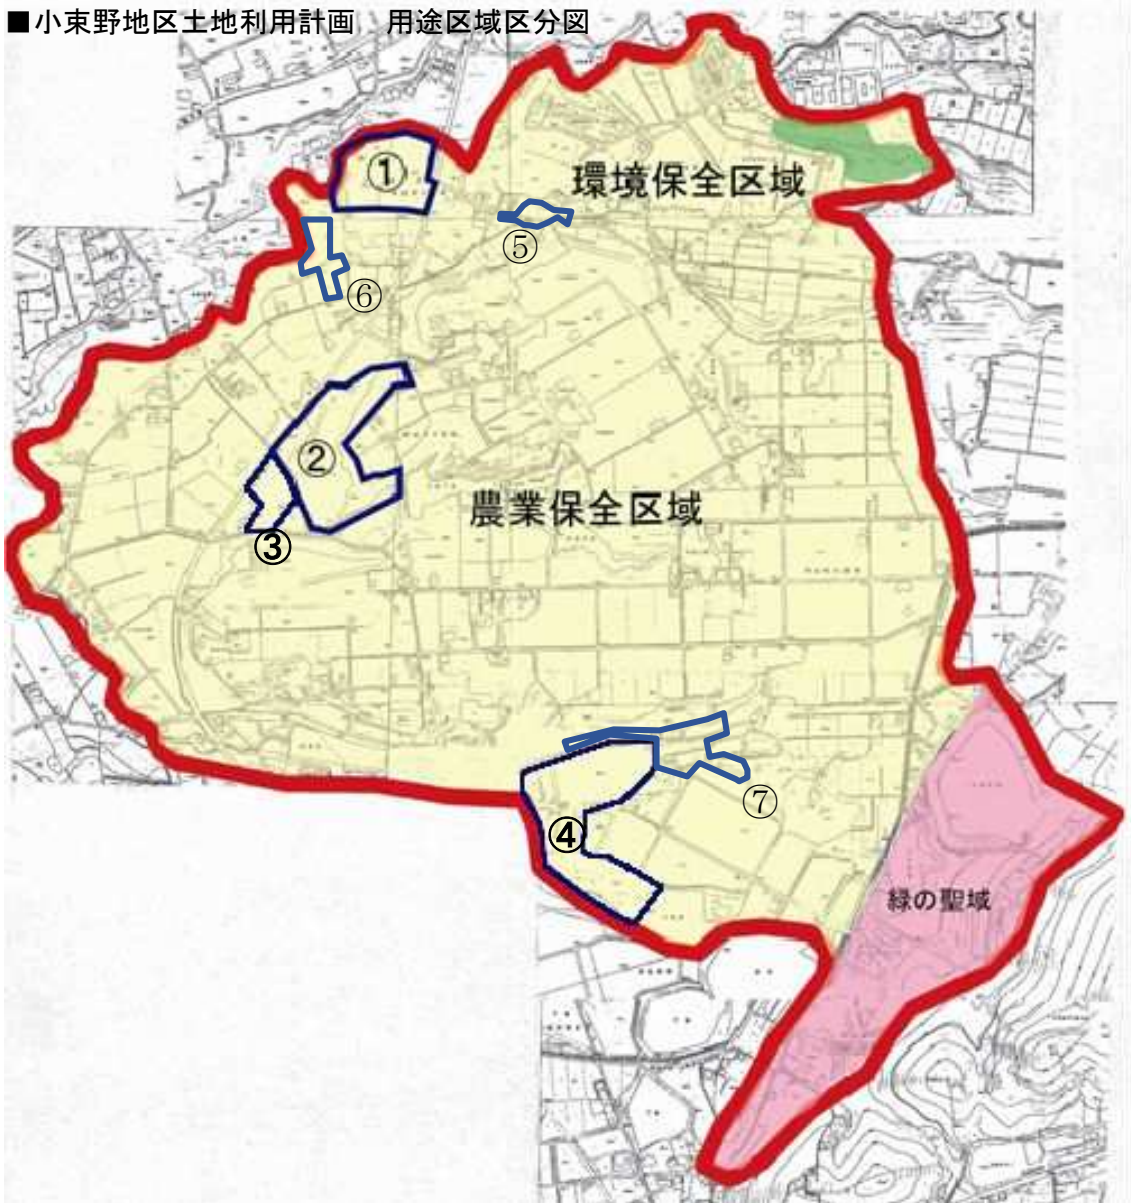 ■小束野地区土地利用計画　用途区域区分図
①
環境保全区域
⑤
⑥
②
農業保全区域
③
⑦
④
緑の聖域